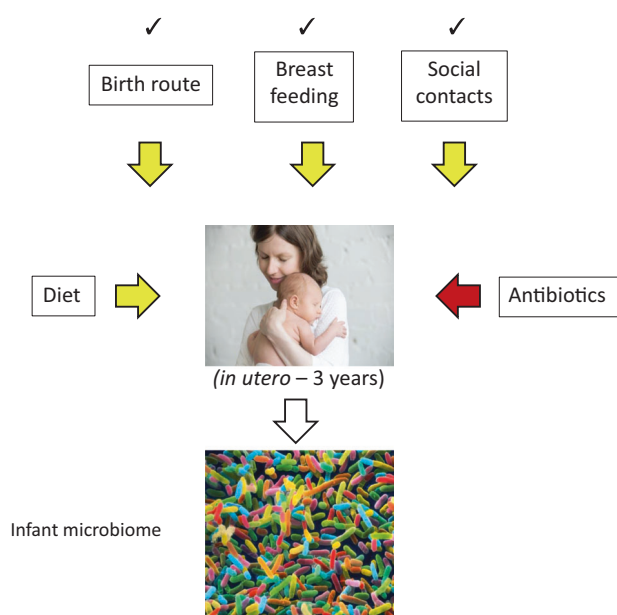 ✓ ✓ ✓
Birth route
Breast
feeding
Social
contacts
Diet
Antibiotics
(in utero – 3 years)
Infant microbiome